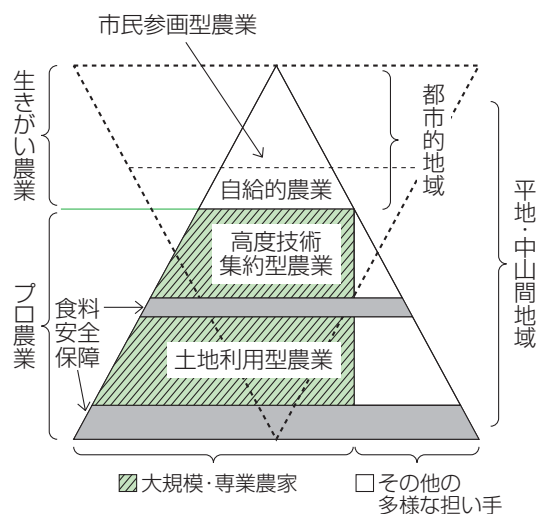 市民参画型農業
生きがい農業
都市的地域
自給的農業
平地・中山間地域
高度技術
集約型農業
プロ農業
食料
安全
保障
土地利用型農業
大規模・専業農家
その他の
多様な担い手